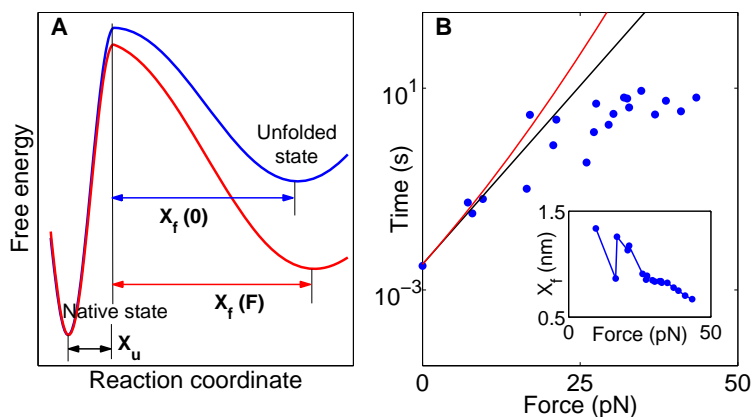 A
Free energy
Unfolded
state
X_f (0)
X_f (F)
Native state
X_u
Reaction coordinate
B
Time (s)
10^1
10^−3
1.5
X_f (nm)
0.5
0
50
Force (pN)
0
25
50
Force (pN)